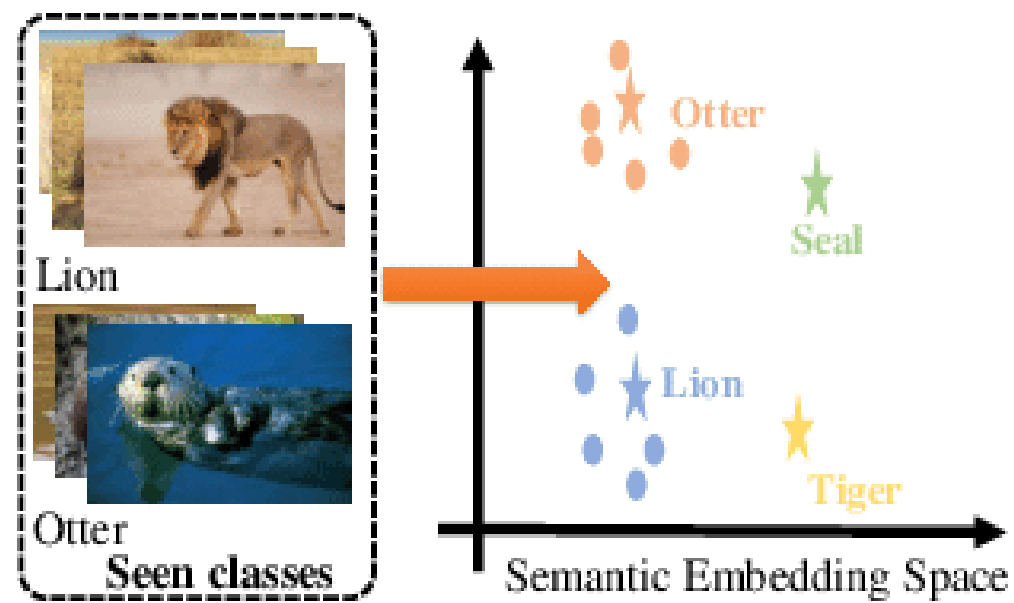 Lion
Otter
Seen classes
Otter
Seal
Lion
Tiger
Semantic Embedding Space